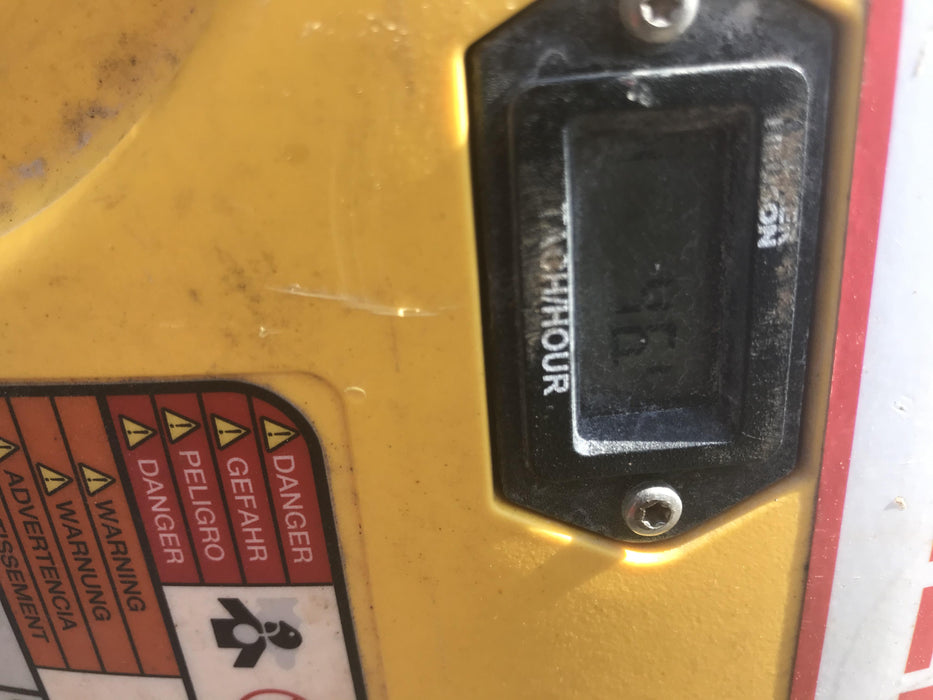 TACH/HOUR
DANGER
GEFAHR
PELIGRO
DANGER
WARNING
WARNUNG
ADVERTENCIA